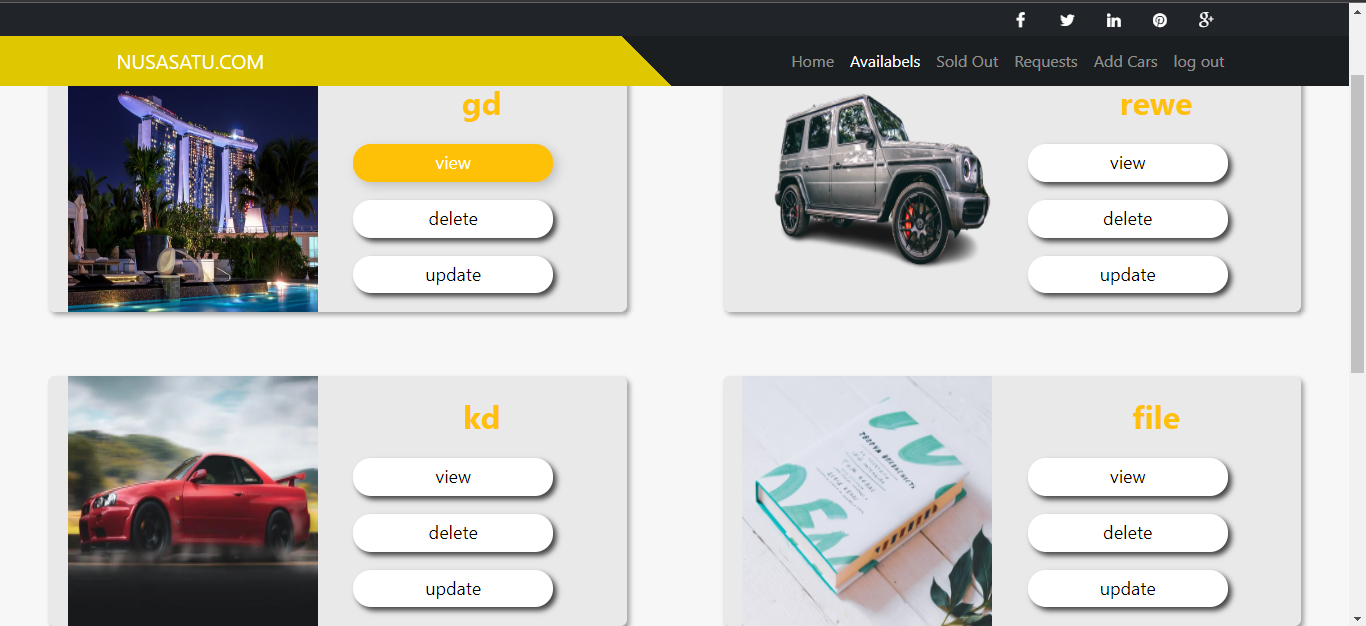 NUSASATU.COM
Home Availabels Sold Out Requests Add Cars log out
gd
view
delete
update
rewe
view
delete
update
kd
view
delete
update
file
view
delete
update